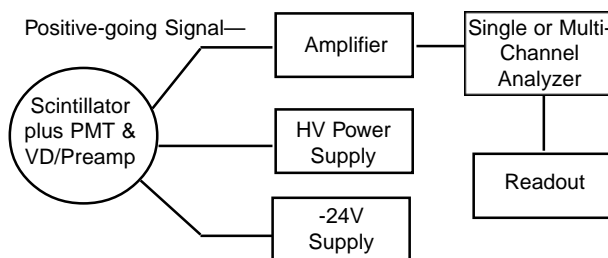 Positive-going Signal—
Amplifier
Single or Multi-
Channel
Analyzer
Scintillator
plus PMT &
VD/Preamp
HV Power
Supply
Readout
-24V
Supply